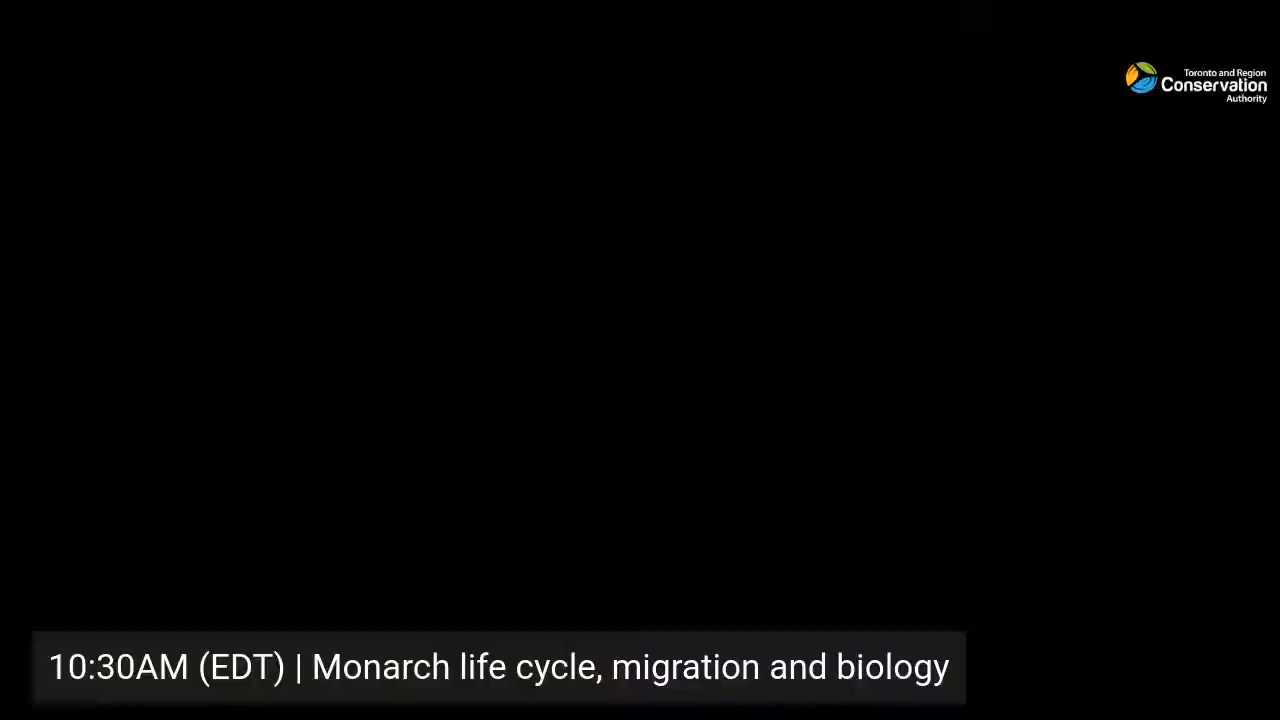 Toronto and Region
Conservation
Authority
10:30AM (EDT) | Monarch life cycle, migration and biology